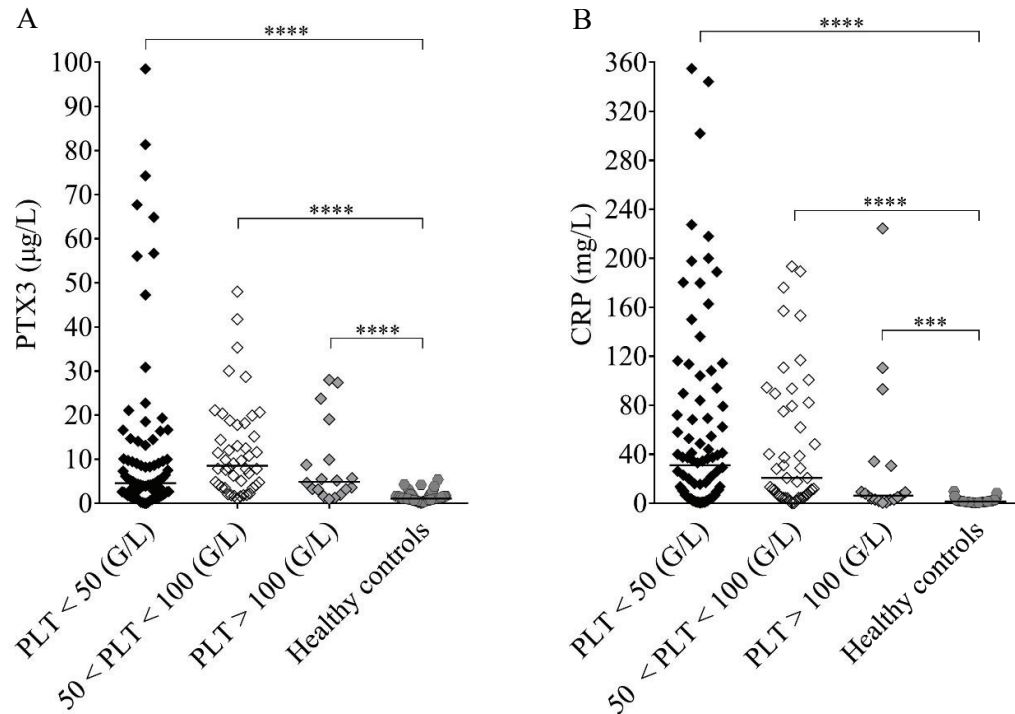 A
****
100
90
80
70
60
50
40
30
20
10
0
PTX3 (µg/L)
****
****
PLT < 50 (G/L)
50 < PLT < 100 (G/L)
PLT > 100 (G/L)
Healthy controls
B
****
360
320
280
240
200
160
120
80
40
0
CRP (mg/L)
****
***
PLT < 50 (G/L)
50 < PLT < 100 (G/L)
PLT > 100 (G/L)
Healthy controls